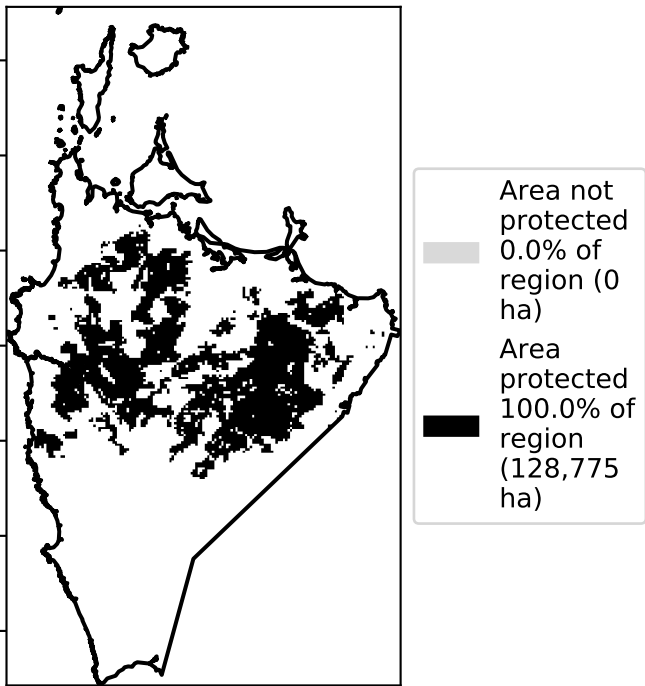 Area not
protected
0.0% of
region (0
ha)
Area
protected
100.0% of
region
(128,775
ha)